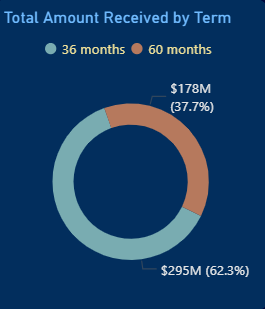 Total Amount Received by Term
36 months 60 months
$178M
(37.7%)
$295M (62.3%)